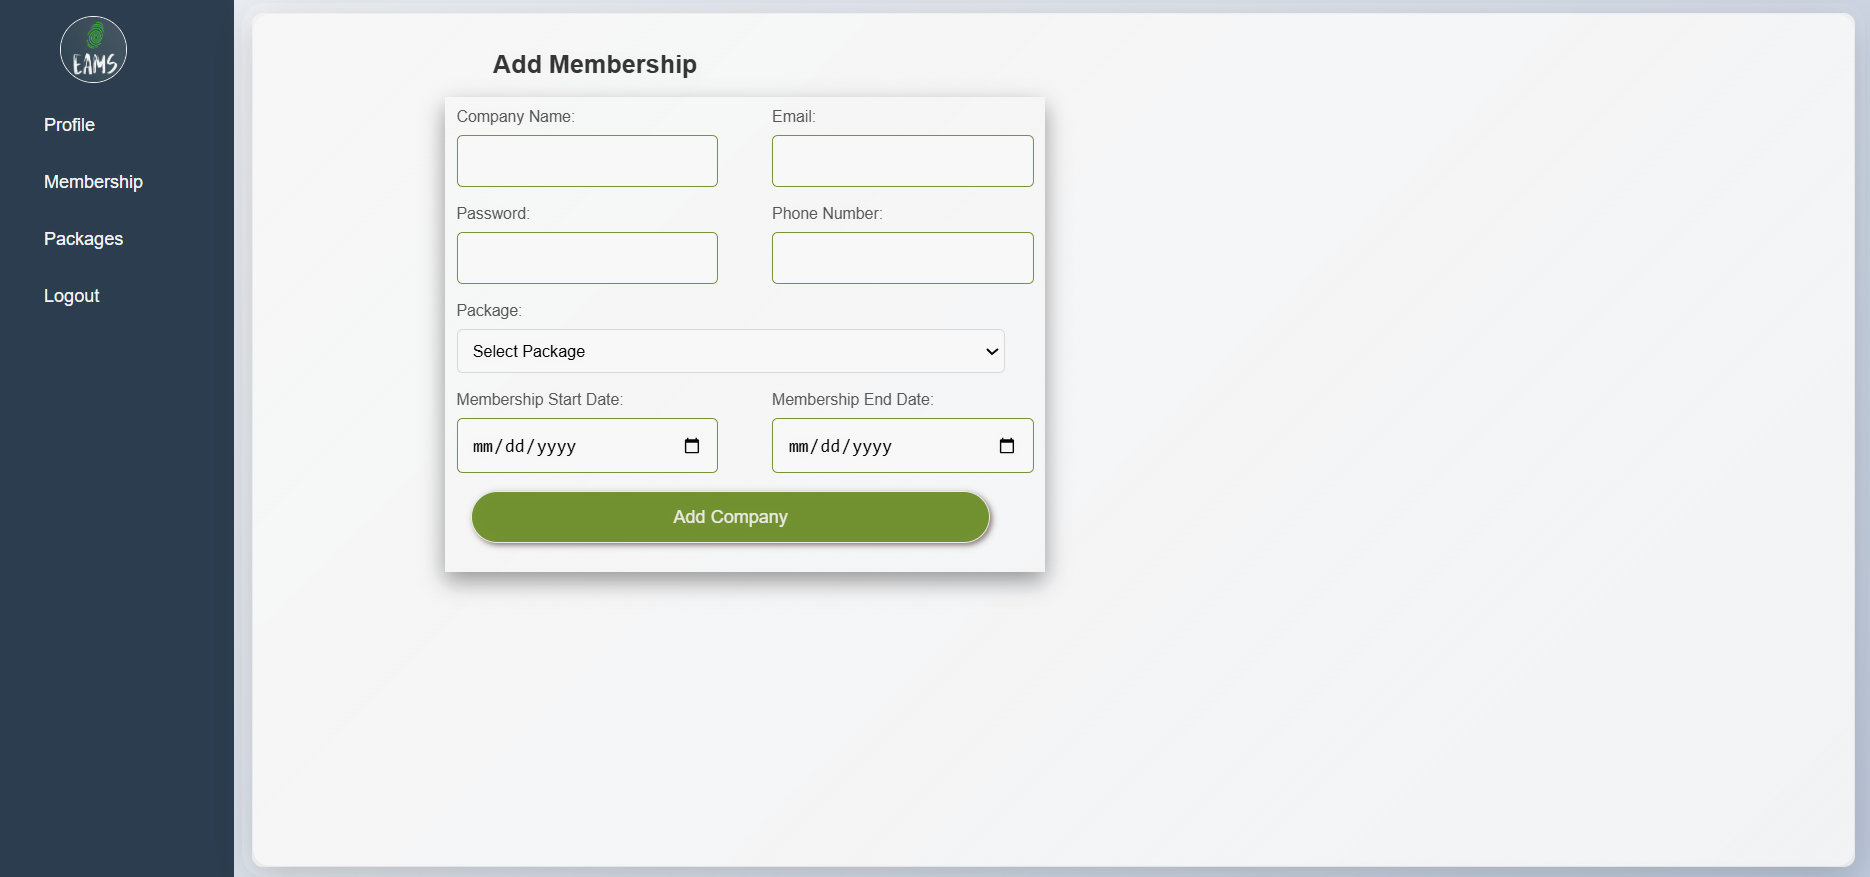 EAMS
Profile
Membership
Packages
Logout
Add Membership
Company Name:
Email:
Password:
Phone Number:
Package:
Select Package
Membership Start Date:
Membership End Date:
mm/dd/yyyy
mm/dd/yyyy
Add Company